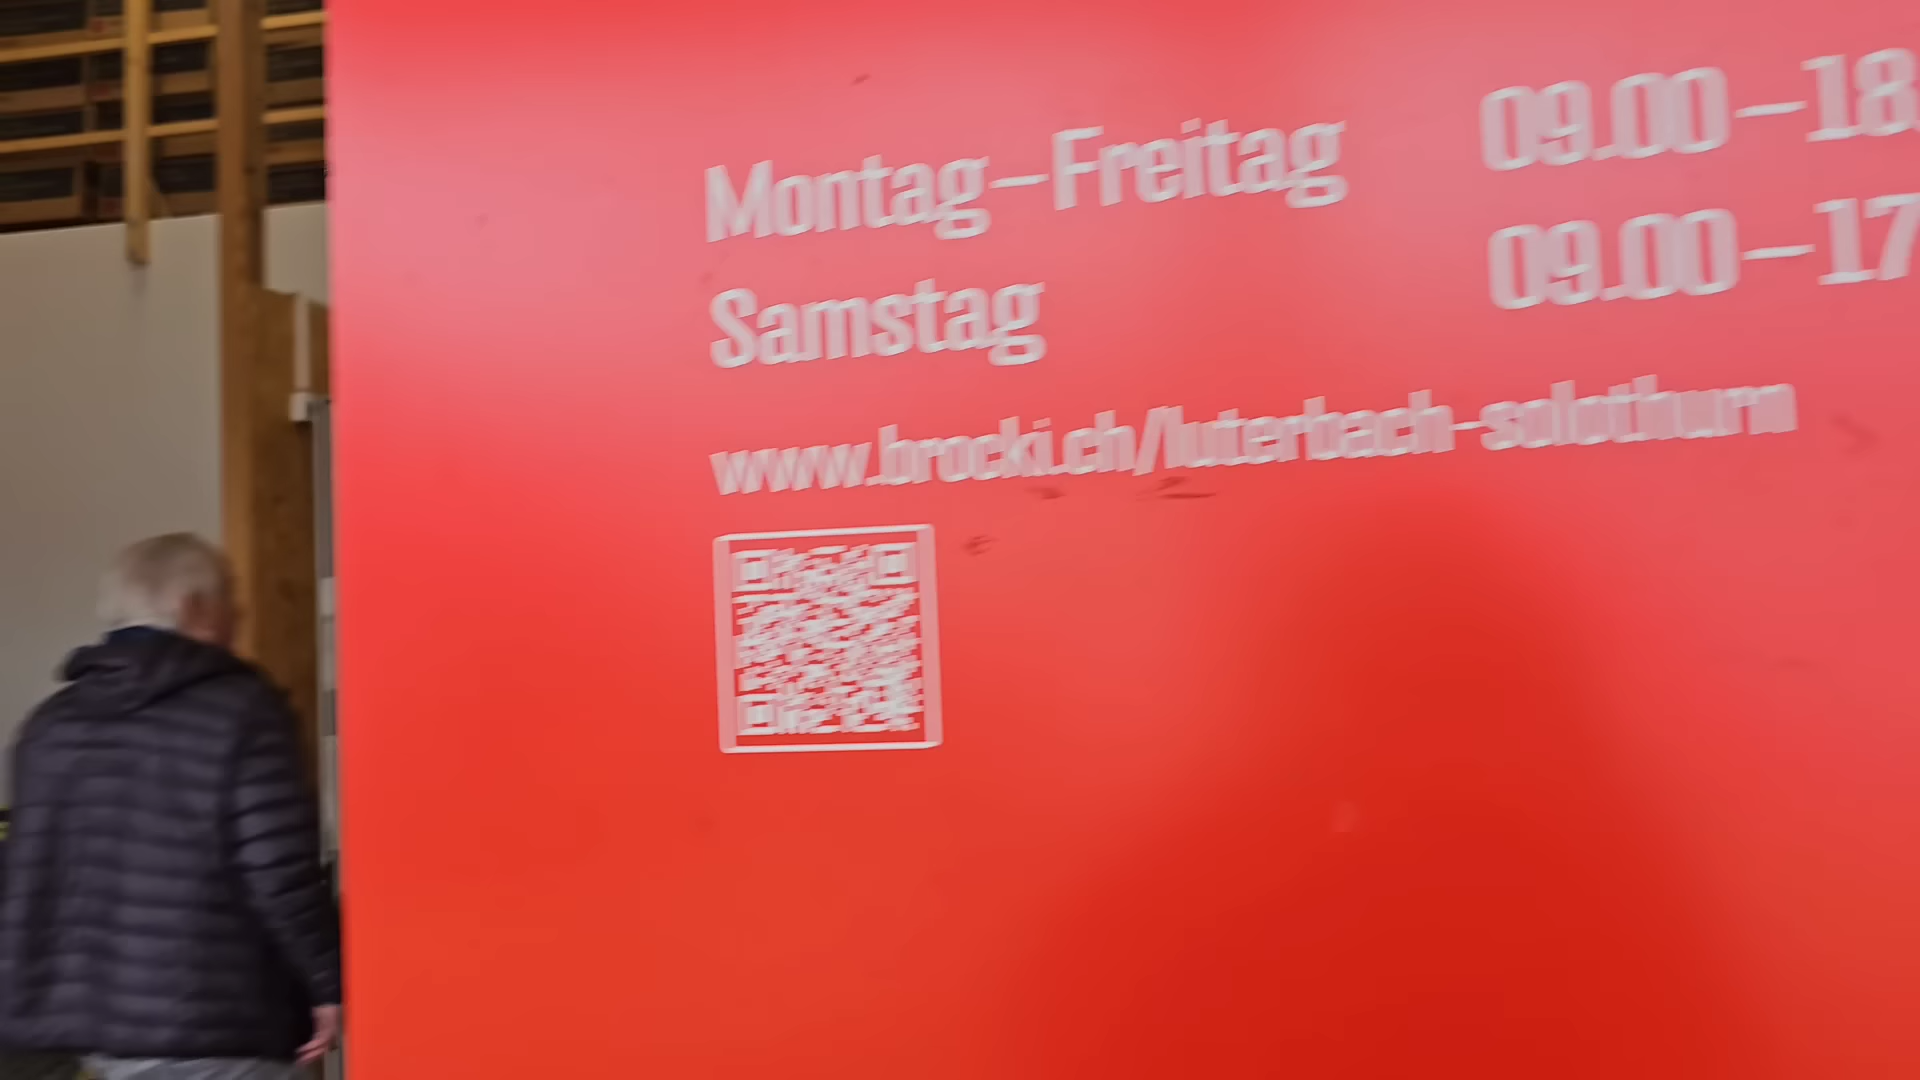 Montag–Freitag 09.00–18.
Samstag 09.00–17
www.brocki.ch/luterbach-solothurn